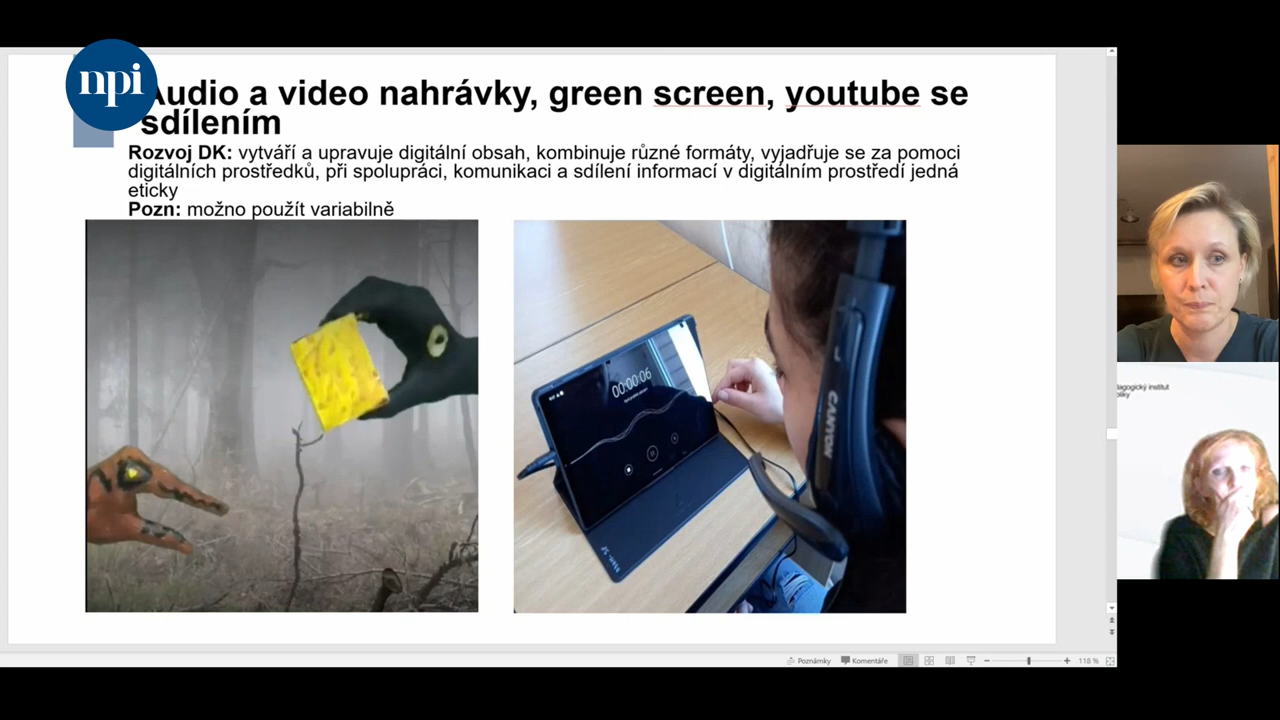 npi
Audio a video nahrávky, green screen, youtube se
sdílením
Rozvoj DK: vytváří a upravuje digitální obsah, kombinuje různé formáty, vyjadřuje se za pomoci
digitálních prostředků, při spolupráci, komunikaci a sdílení informací v digitálním prostředí jedná
eticky
Pozn: možno použít variabilně
00:00:06
CANYON
Poznámky
Komentáře
118 %